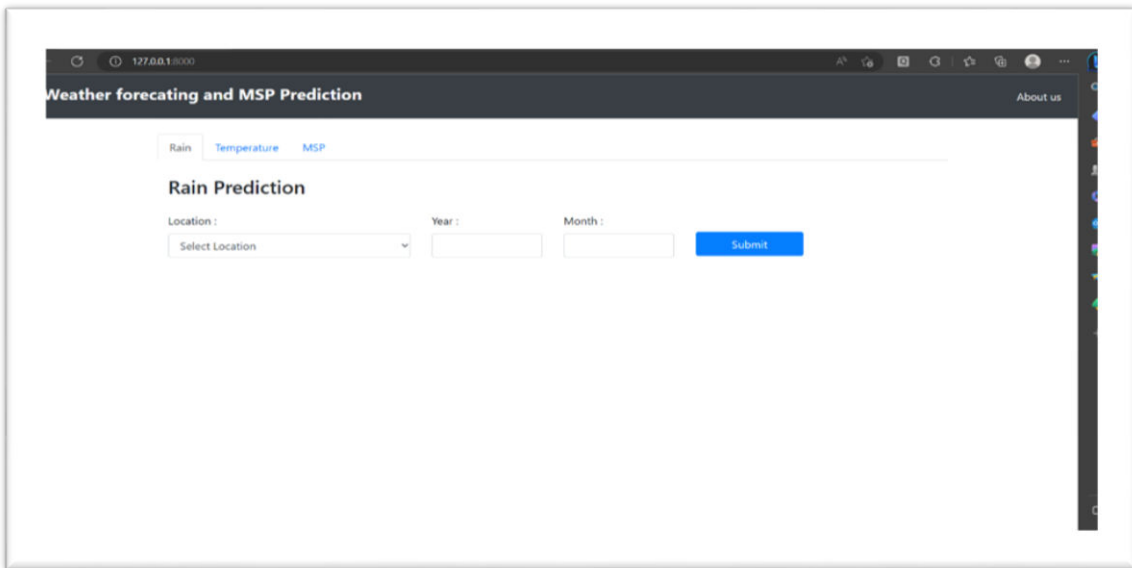 127.0.0.1:8000
Weather forecating and MSP Prediction
About us
Rain Temperature MSP
Rain Prediction
Location : Year : Month :
Select Location Submit